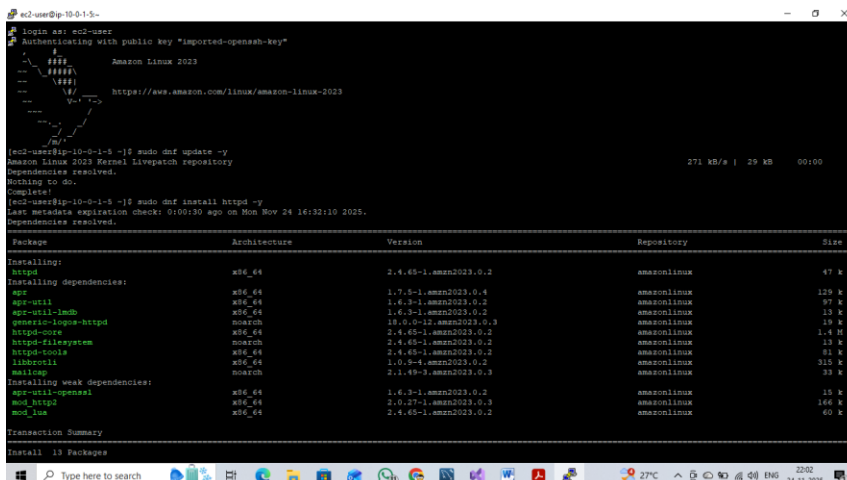 ec2-user@ip-10-0-1-5:~
login as: ec2-user
Authenticating with public key "imported-openssh-key"
Amazon Linux 2023
https://aws.amazon.com/linux/amazon-linux-2023
[ec2-user@ip-10-0-1-5 ~]$ sudo dnf update -y
Amazon Linux 2023 Kernel Livepatch repository 271 kB/s | 29 kB 00:00
Dependencies resolved.
Nothing to do.
Complete!
[ec2-user@ip-10-0-1-5 ~]$ sudo dnf install httpd -y
Last metadata expiration check: 0:00:30 ago on Mon Nov 24 16:32:10 2025.
Dependencies resolved.
Package Architecture Version Repository Size
Installing:
httpd x86_64 2.4.65-1.amzn2023.0.2 amazonlinux 47 k
Installing dependencies:
apr x86_64 1.7.5-1.amzn2023.0.4 amazonlinux 129 k
apr-util x86_64 1.6.3-1.amzn2023.0.2 amazonlinux 97 k
apr-util-lmdb x86_64 1.6.3-1.amzn2023.0.2 amazonlinux 13 k
generic-logos-httpd noarch 18.0.0-12.amzn2023.0.3 amazonlinux 19 k
httpd-core x86_64 2.4.65-1.amzn2023.0.2 amazonlinux 1.4 M
httpd-filesystem noarch 2.4.65-1.amzn2023.0.2 amazonlinux 13 k
httpd-tools x86_64 2.4.65-1.amzn2023.0.2 amazonlinux 81 k
libbrotli x86_64 1.0.9-4.amzn2023.0.2 amazonlinux 315 k
mailcap noarch 2.1.49-3.amzn2023.0.3 amazonlinux 33 k
Installing weak dependencies:
apr-util-openssl x86_64 1.6.3-1.amzn2023.0.2 amazonlinux 15 k
mod_http2 x86_64 2.0.27-1.amzn2023.0.3 amazonlinux 166 k
mod_lua x86_64 2.4.65-1.amzn2023.0.2 amazonlinux 60 k
Transaction Summary
Install 13 Packages
Type here to search 27°C ENG 22:02
24-11-2025